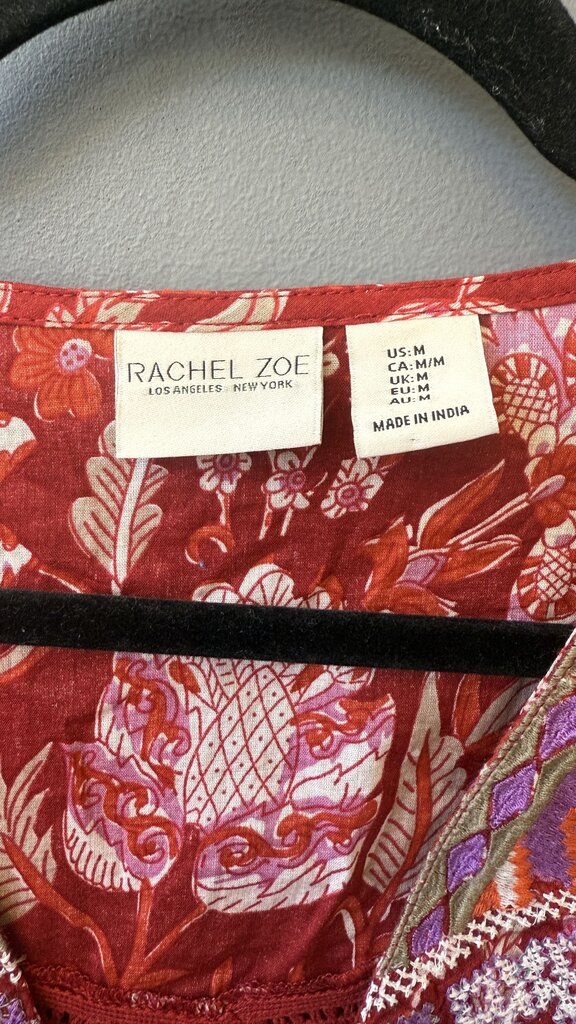 RACHEL ZOE
LOS ANGELES NEW YORK
US: M
CA: M/M
UK: M
EU: M
AU: M
MADE IN INDIA